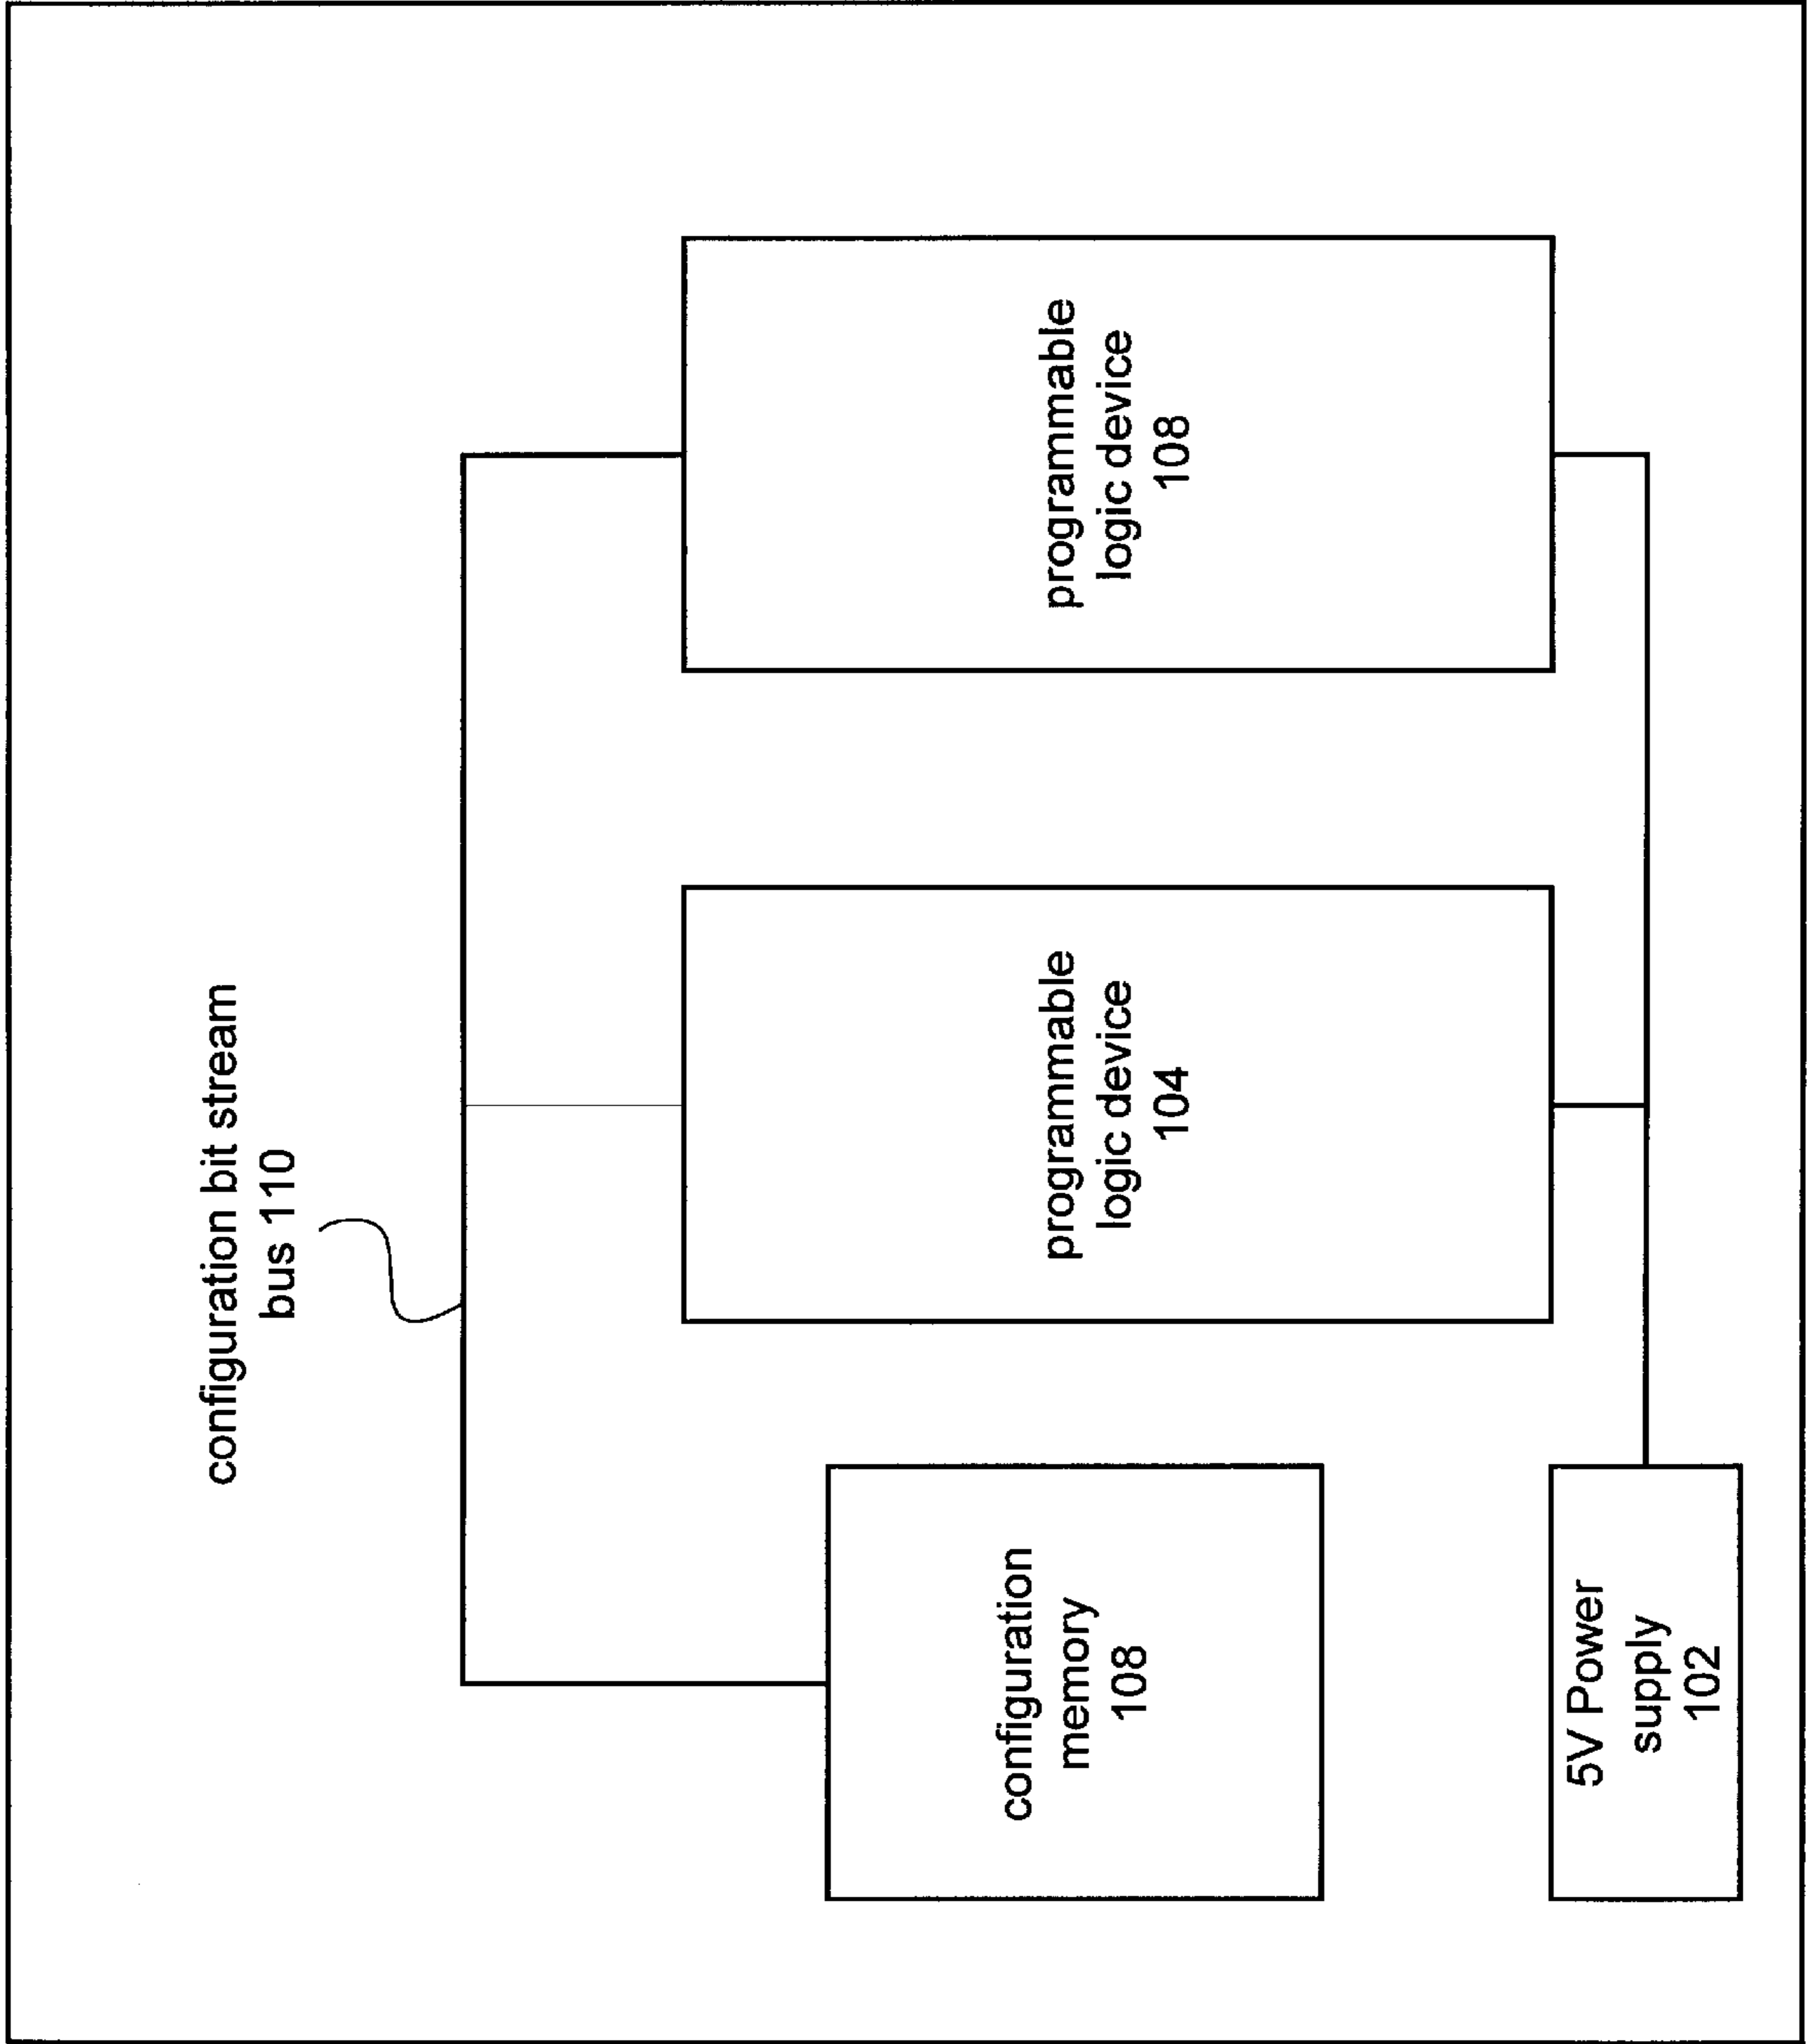 configuration bit stream
bus 110
configuration
memory
108
programmable
logic device
104
programmable
logic device
108
5V Power
supply
102